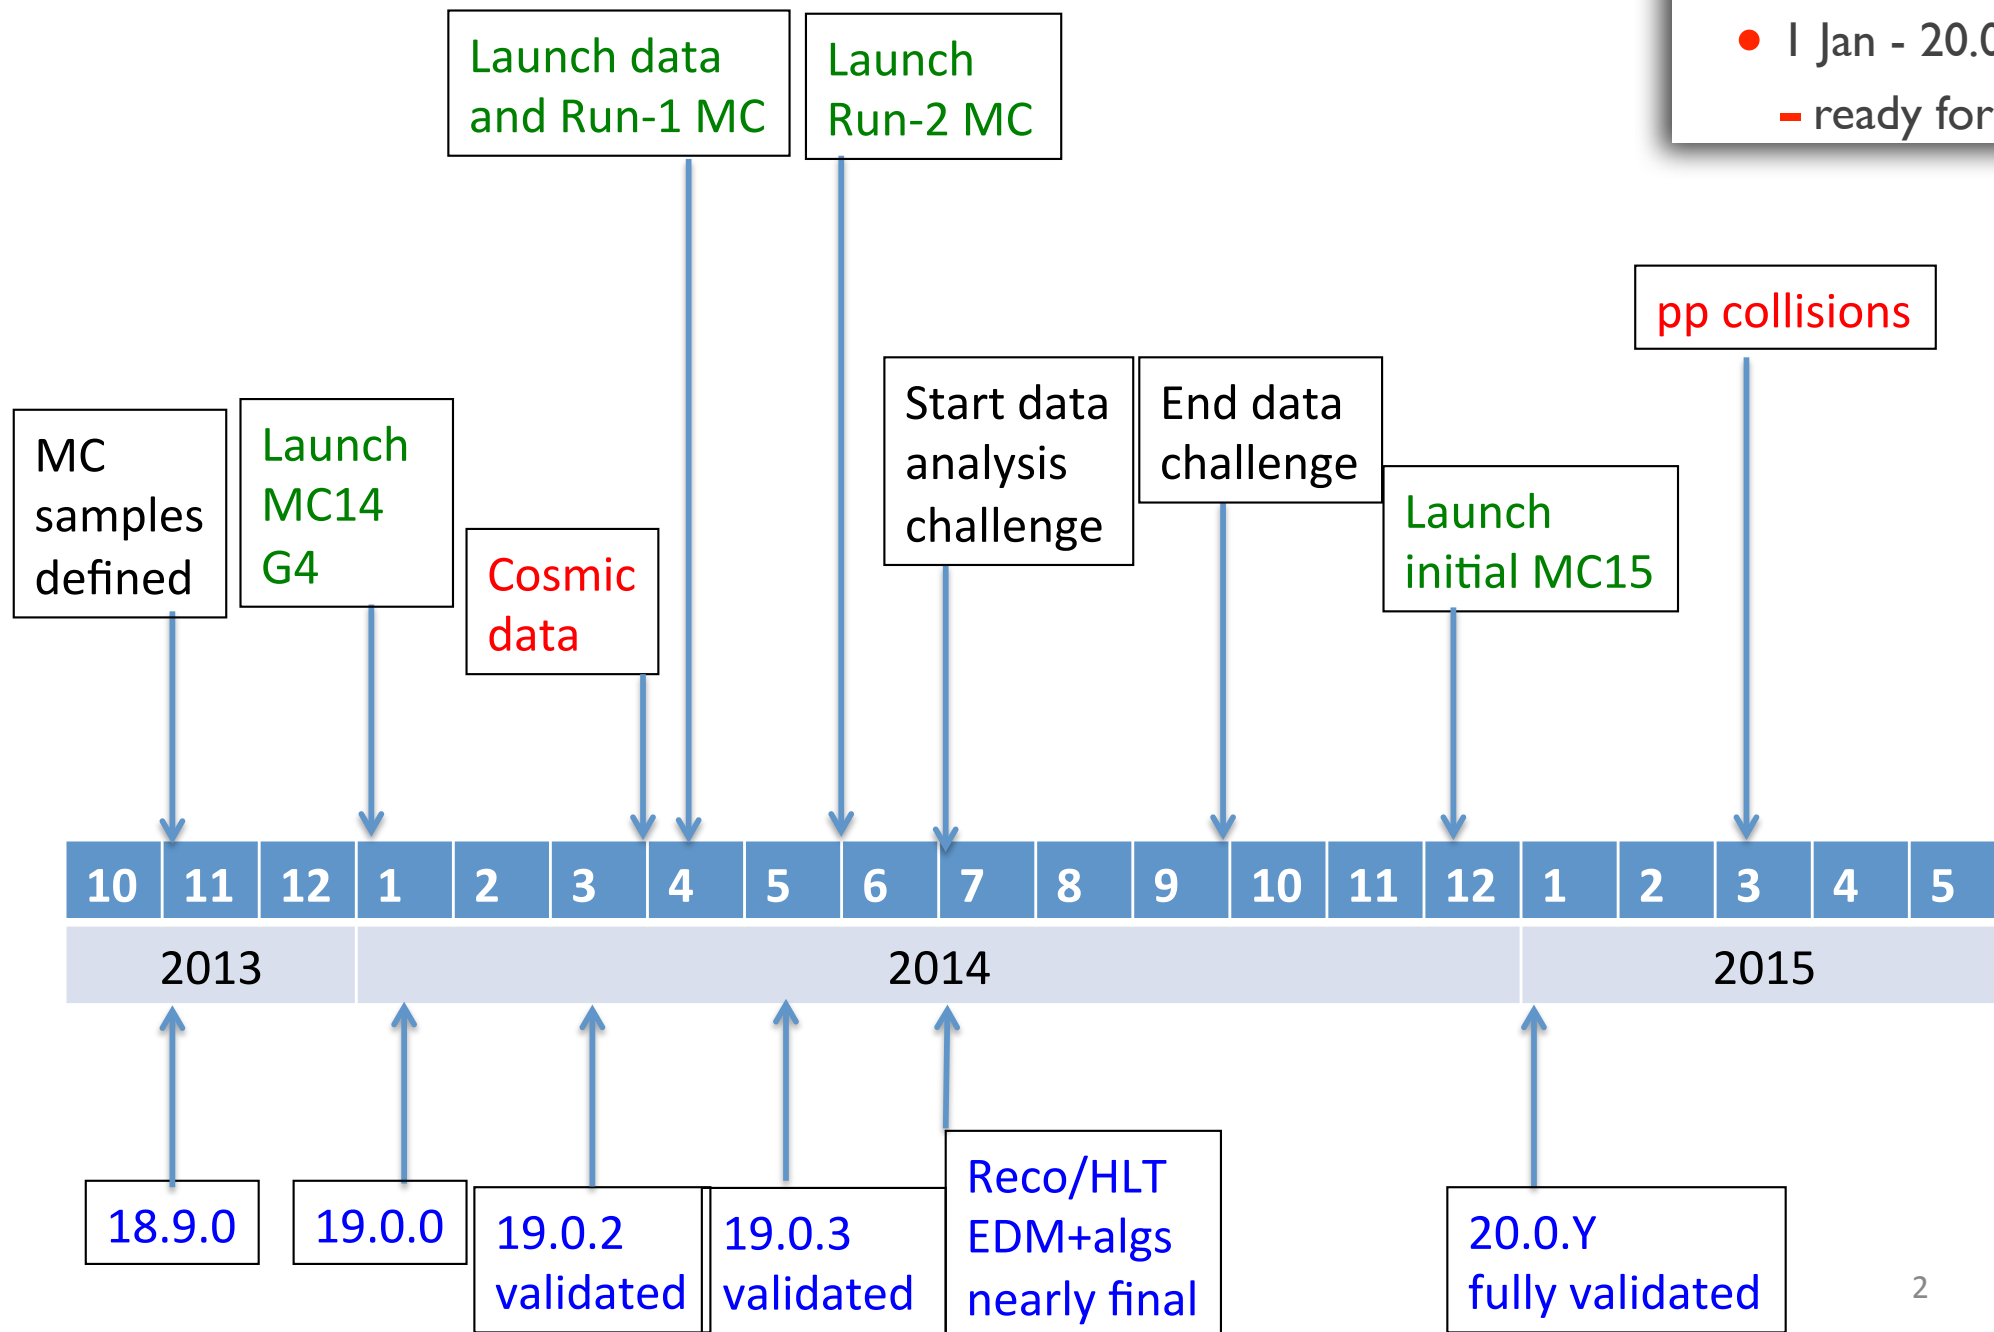 Launch data
and Run-1 MC
Launch
Run-2 MC
• I Jan - 20.0
- ready for
pp collisions
MC
samples
defined
Launch
MC14
G4
Cosmic
data
Start data
analysis
challenge
End data
challenge
Launch
initial MC15
10 11 12 1 2 3 4 5 6 7 8 9 10 11 12 1 2 3 4 5
2013 2014 2015
18.9.0
19.0.0
19.0.2
validated
19.0.3
validated
Reco/HLT
EDM+algs
nearly final
20.0.Y
fully validated
2